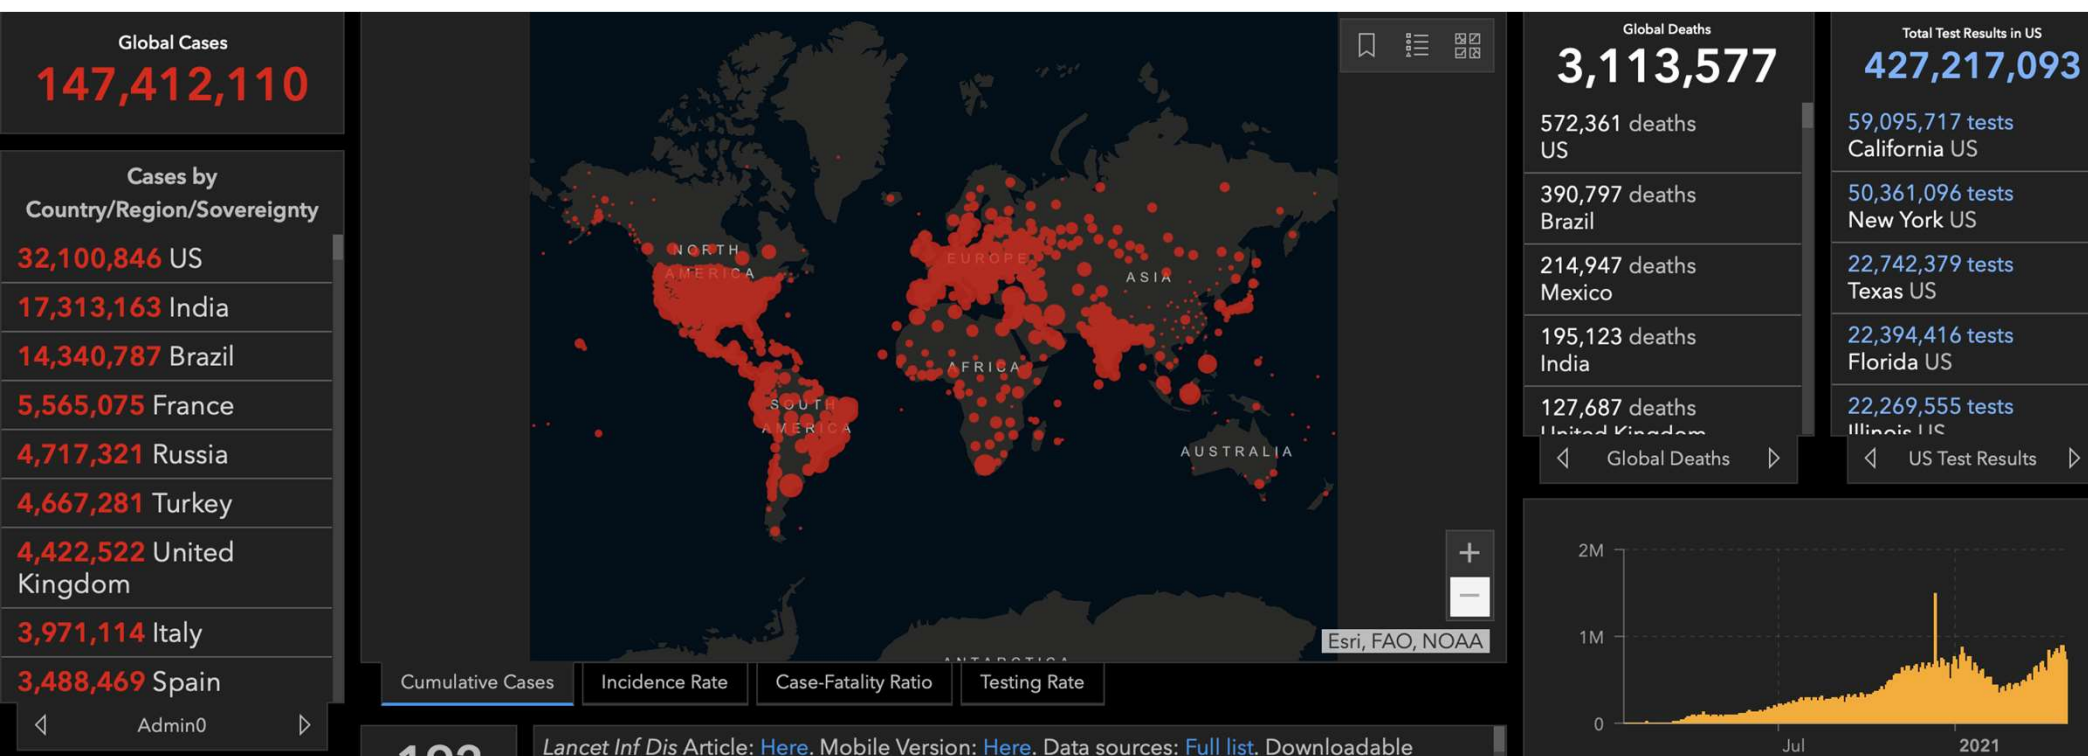 Global Cases
147,412,110
Cases by
Country/Region/Sovereignty
32,100,846 US
17,313,163 India
14,340,787 Brazil
5,565,075 France
4,717,321 Russia
4,667,281 Turkey
4,422,522 United
Kingdom
3,971,114 Italy
3,488,469 Spain
Admin0
NORTH
AMERICA
EUROPE
ASIA
AFRICA
SOUTH
AMERICA
AUSTRALIA
ANTARCTICA
Esri, FAO, NOAA
Cumulative Cases
Incidence Rate
Case-Fatality Ratio
Testing Rate
Lancet Inf Dis Article: Here. Mobile Version: Here. Data sources: Full list. Downloadable
Global Deaths
3,113,577
572,361 deaths
US
390,797 deaths
Brazil
214,947 deaths
Mexico
195,123 deaths
India
127,687 deaths
United Kingdom
Global Deaths
Total Test Results in US
427,217,093
59,095,717 tests
California US
50,361,096 tests
New York US
22,742,379 tests
Texas US
22,394,416 tests
Florida US
22,269,555 tests
Illinois US
US Test Results
2M
1M
0
Jul
2021